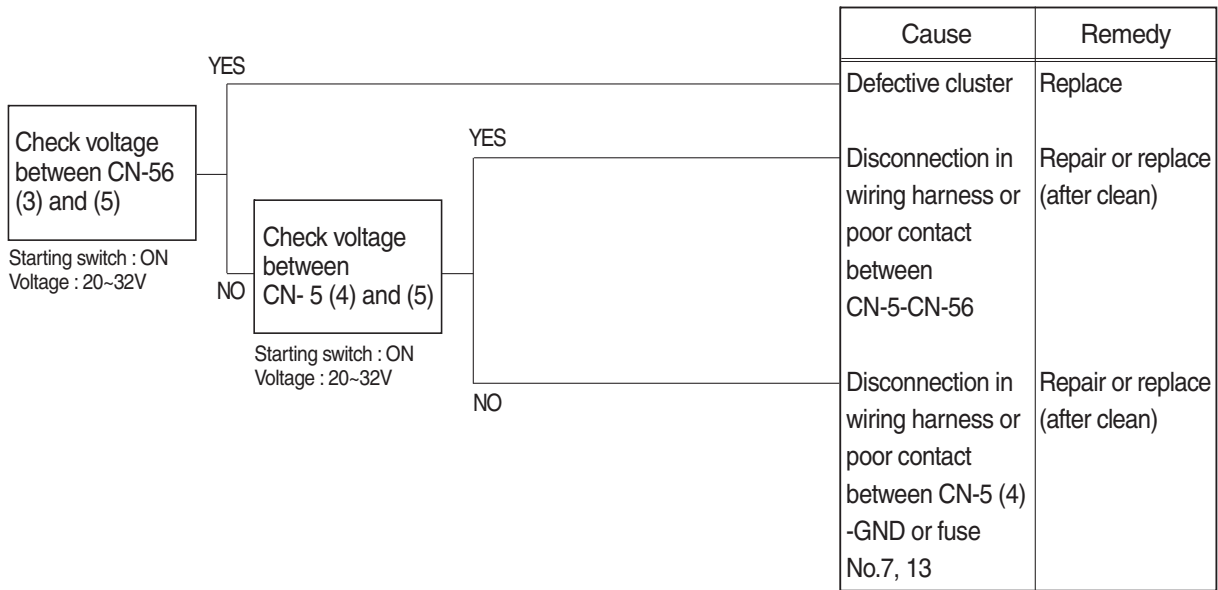 Cause
Remedy
YES
Defective cluster
Replace
Check voltage
between CN-56
(3) and (5)
Starting switch : ON
Voltage : 20~32V
NO
Check voltage
between
CN- 5 (4) and (5)
Starting switch : ON
Voltage : 20~32V
YES
Disconnection in
wiring harness or
poor contact
between
CN-5-CN-56
Repair or replace
(after clean)
NO
Disconnection in
wiring harness or
poor contact
between CN-5 (4)
-GND or fuse
No.7, 13
Repair or replace
(after clean)